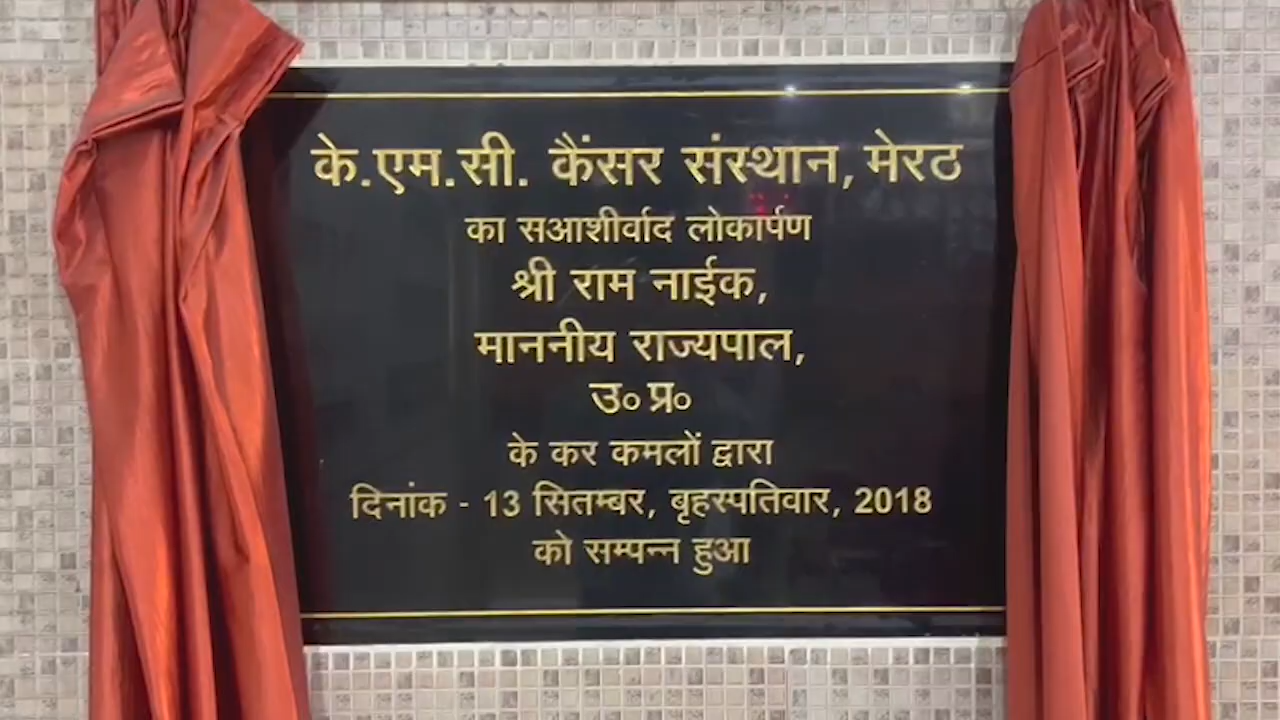 के.एम.सी. कैंसर संस्थान, मेरठ
का सआशीर्वाद लोकार्पण
श्री राम नाईक,
माननीय राज्यपाल,
उ० प्र०
के कर कमलों द्वारा
दिनांक - 13 सितम्बर, बृहस्पतिवार, 2018
को सम्पन्न हुआ